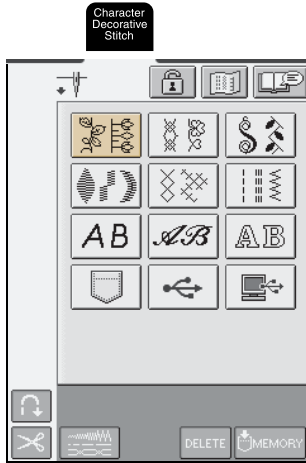 Character
Decorative
Stitch
AB
AB
AB
DELETE
MEMORY